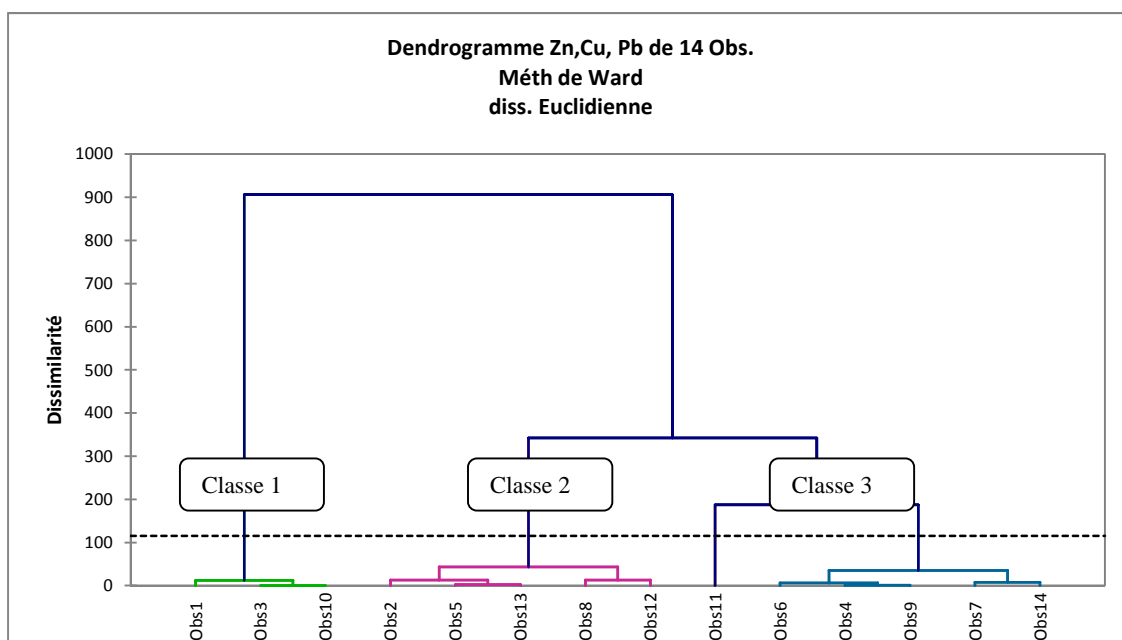 Dendrogramme Zn,Cu, Pb de 14 Obs.
Méth de Ward
diss. Euclidienne
1000
900
800
700
600
500
400
300
200
100
0
Dissimilarité
Classe 1
Classe 2
Classe 3
Obs1
Obs3
Obs10
Obs2
Obs5
Obs13
Obs8
Obs12
Obs11
Obs6
Obs4
Obs9
Obs7
Obs14